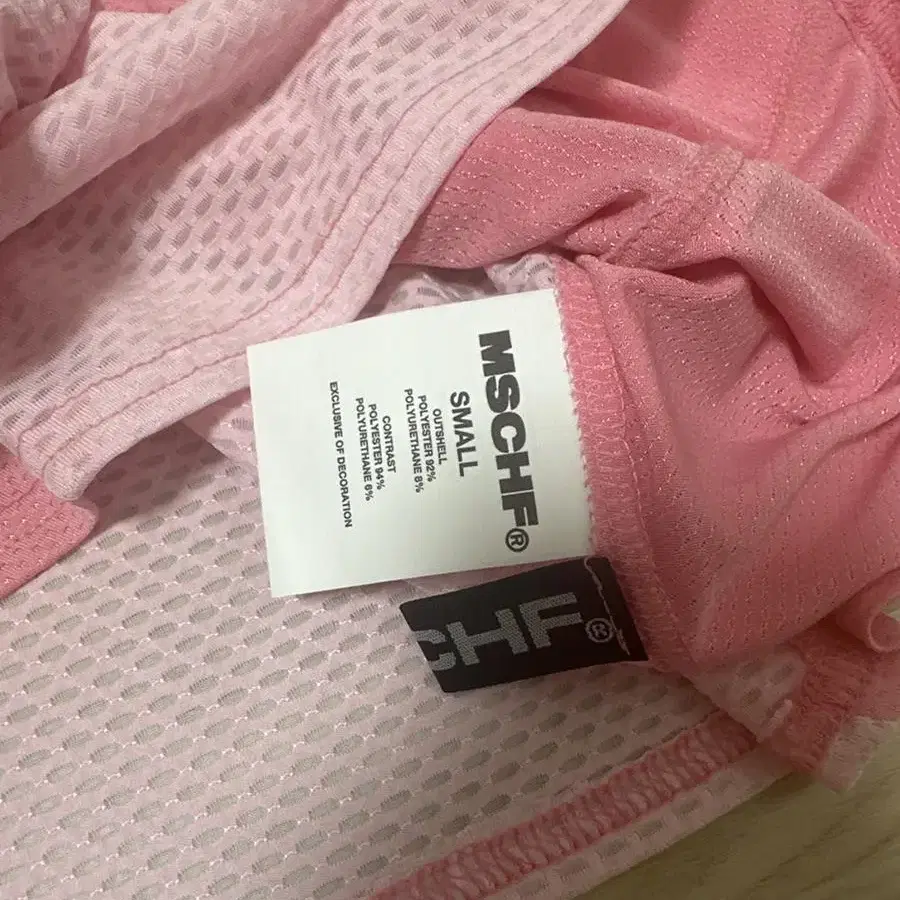 MSCHF®
SMALL
OUTSHELL
POLYESTER 92%
POLYURETHANE 8%
CONTRAST
POLYESTER 94%
POLYURETHANE 6%
EXCLUSIVE OF DECORATION
CHF®